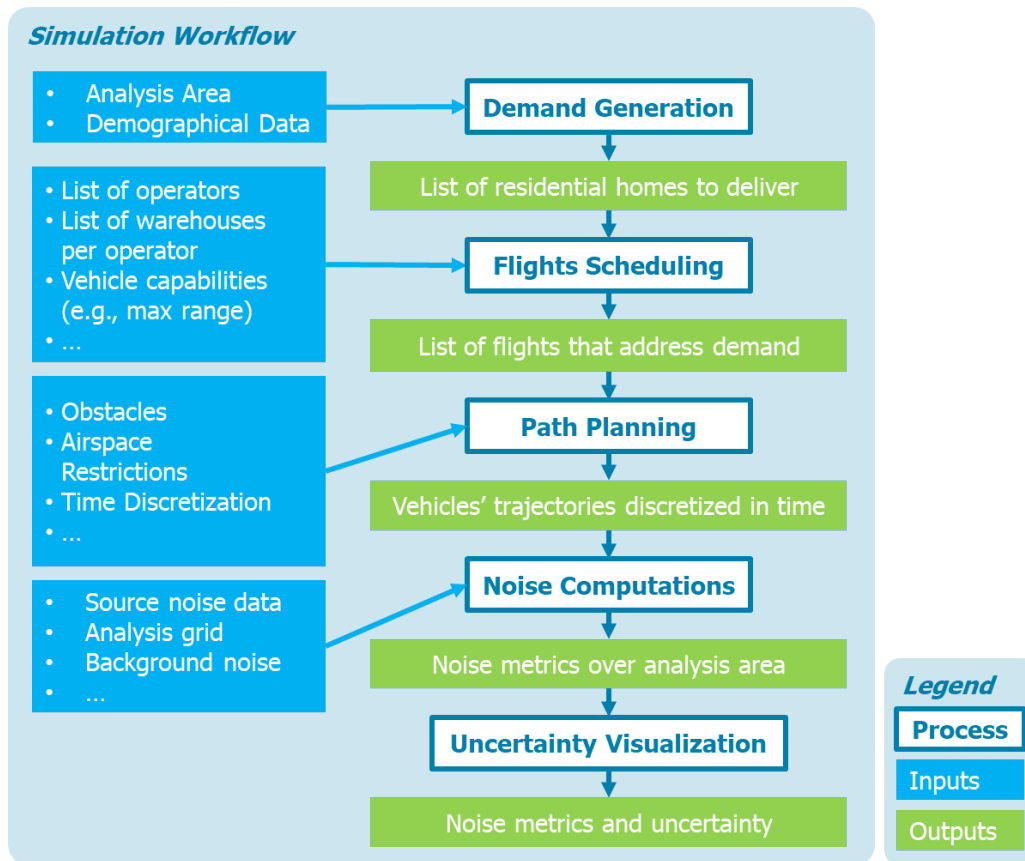 Simulation Workflow
• Analysis Area
• Demographical Data
Demand Generation
List of residential homes to deliver
• List of operators
• List of warehouses
per operator
• Vehicle capabilities
(e.g., max range)
• ...
Flights Scheduling
List of flights that address demand
• Obstacles
• Airspace
Restrictions
• Time Discretization
• ...
Path Planning
Vehicles’ trajectories discretized in time
• Source noise data
• Analysis grid
• Background noise
• ...
Noise Computations
Noise metrics over analysis area
Uncertainty Visualization
Noise metrics and uncertainty
Legend
Process
Inputs
Outputs